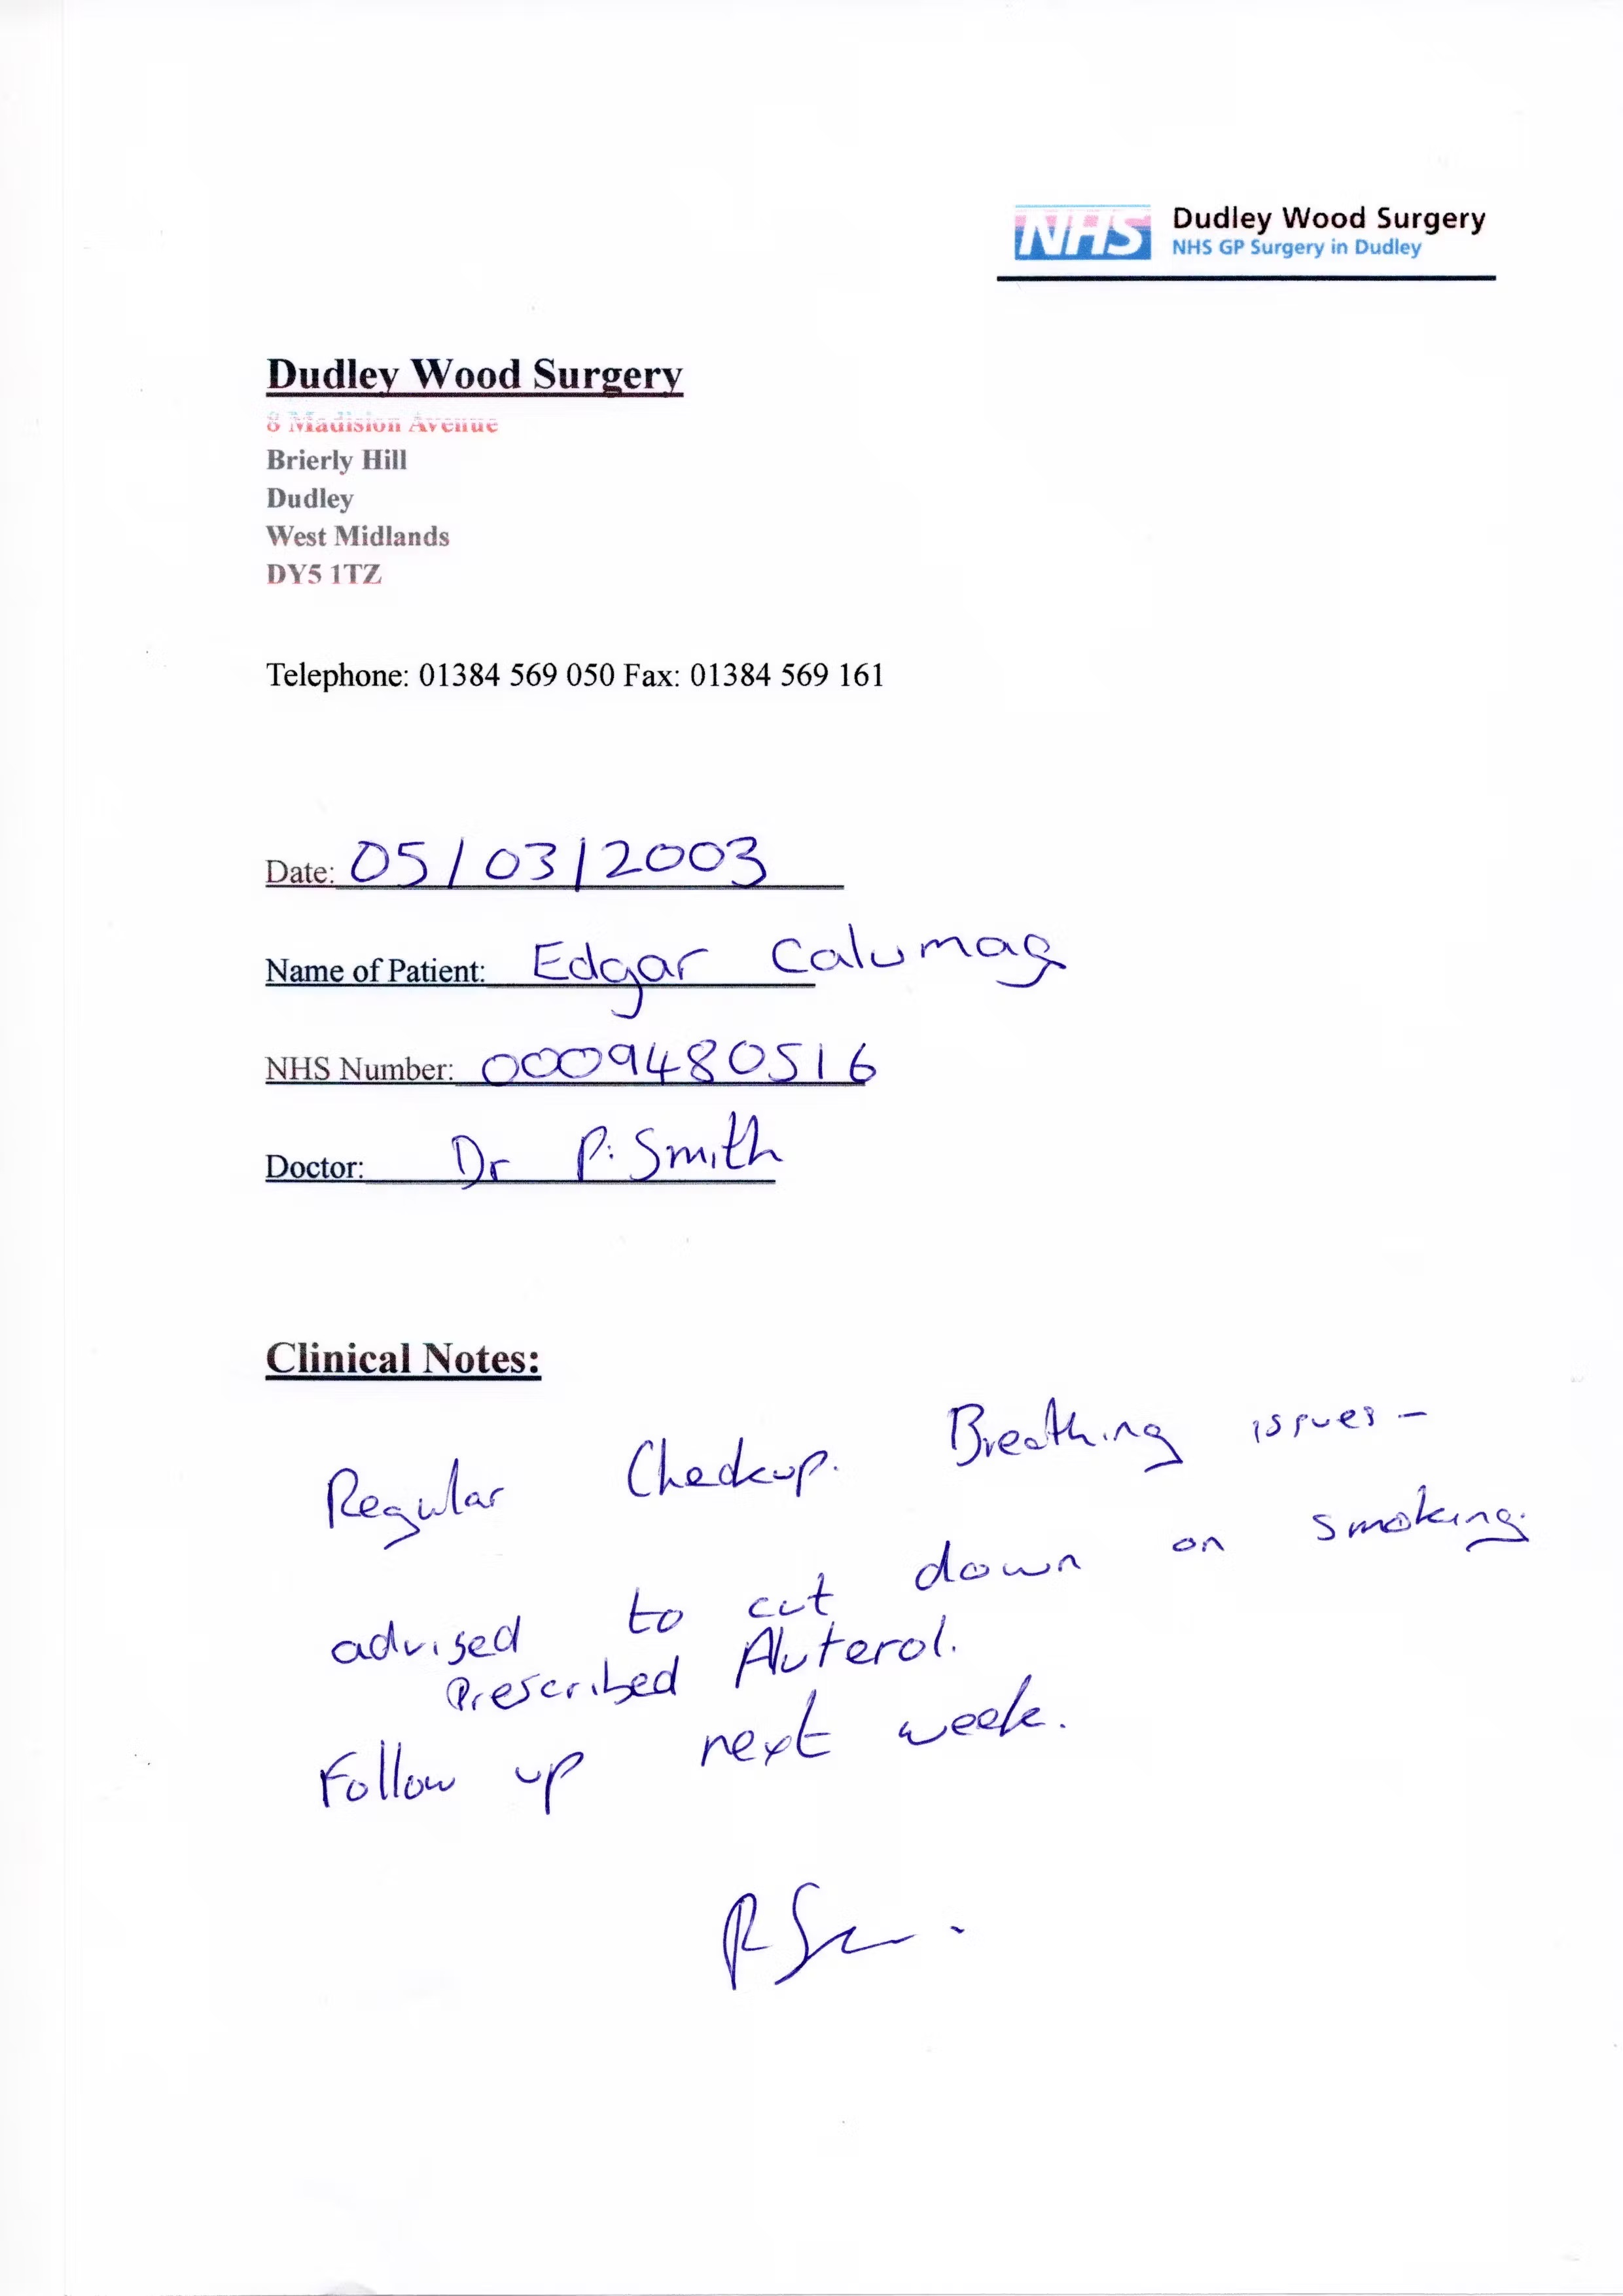 NHS Dudley Wood Surgery
NHS GP Surgery in Dudley
Dudley Wood Surgery
8 Madision Avenue
Brierly Hill
Dudley
West Midlands
DY5 1TZ
Telephone: 01384 569 050 Fax: 01384 569 161
Date: 05/03/2003
Name of Patient: Edgar Calumag
NHS Number: 0009480516
Doctor: Dr P. Smith
Clinical Notes:
Regular Checkup. Breathing issues -
advised to cut down on smoking.
Prescribed Aluterol.
Follow up next week.